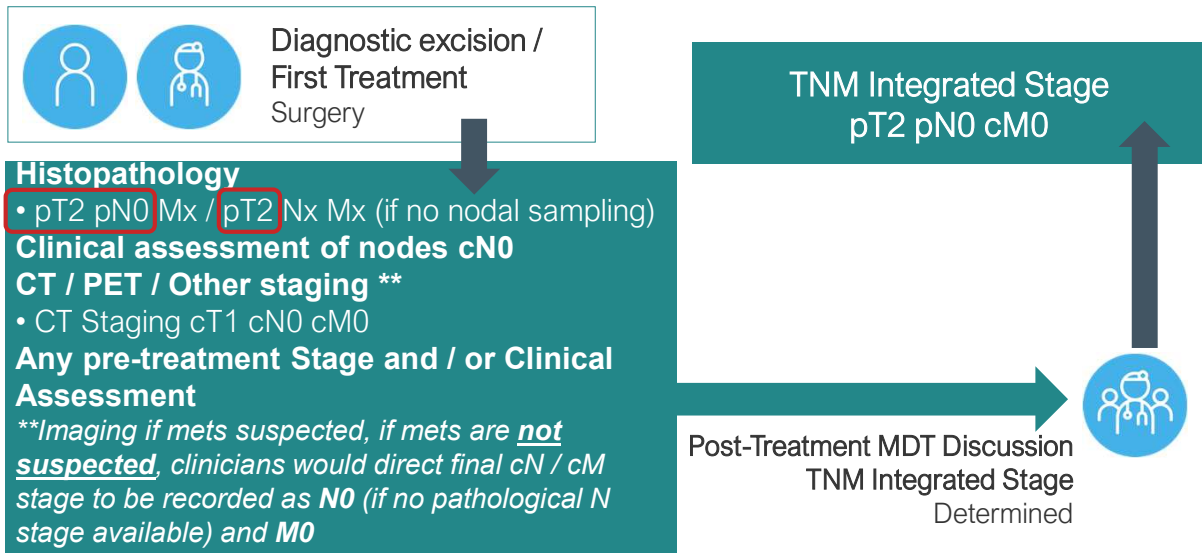 Diagnostic excision /
First Treatment
Surgery
Histopathology
• pT2 pN0 Mx / pT2 Nx Mx (if no nodal sampling)
Clinical assessment of nodes cN0
CT / PET / Other staging **
• CT Staging cT1 cN0 cM0
Any pre-treatment Stage and / or Clinical
Assessment
**Imaging if mets suspected, if mets are not
suspected, clinicians would direct final cN / cM
stage to be recorded as N0 (if no pathological N
stage available) and M0
Post-Treatment MDT Discussion
TNM Integrated Stage
Determined
TNM Integrated Stage
pT2 pN0 cM0